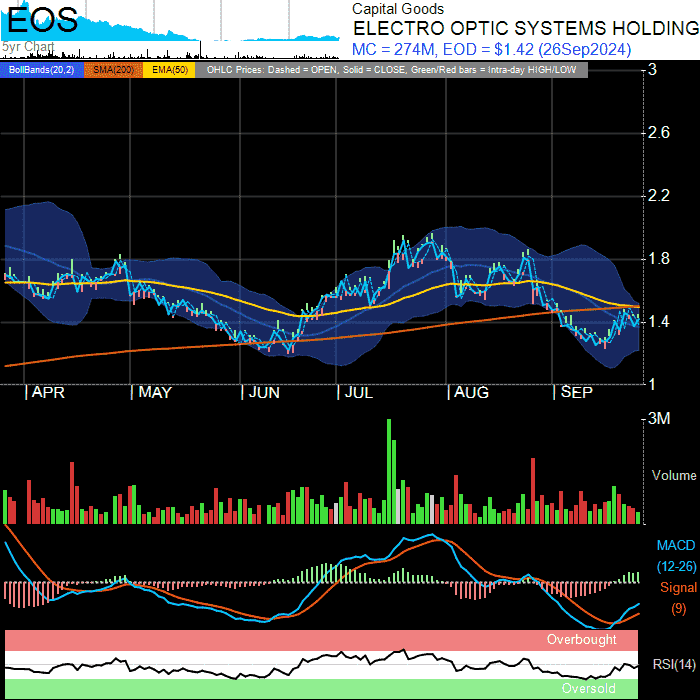 EOS
5yr Chart
Capital Goods
ELECTRO OPTIC SYSTEMS HOLDING
MC = 274M, EOD = $1.42 (26Sep2024)
BollBands(20,2) SMA(200) EMA(50) OHLC Prices: Dashed = OPEN, Solid = CLOSE, Green/Red bars = Intra-day HIGH/LOW
3
2.6
2.2
1.8
1.4
1
APR MAY JUN JUL AUG SEP
3M
Volume
MACD
(12-26)
Signal
(9)
Overbought
RSI(14)
Oversold